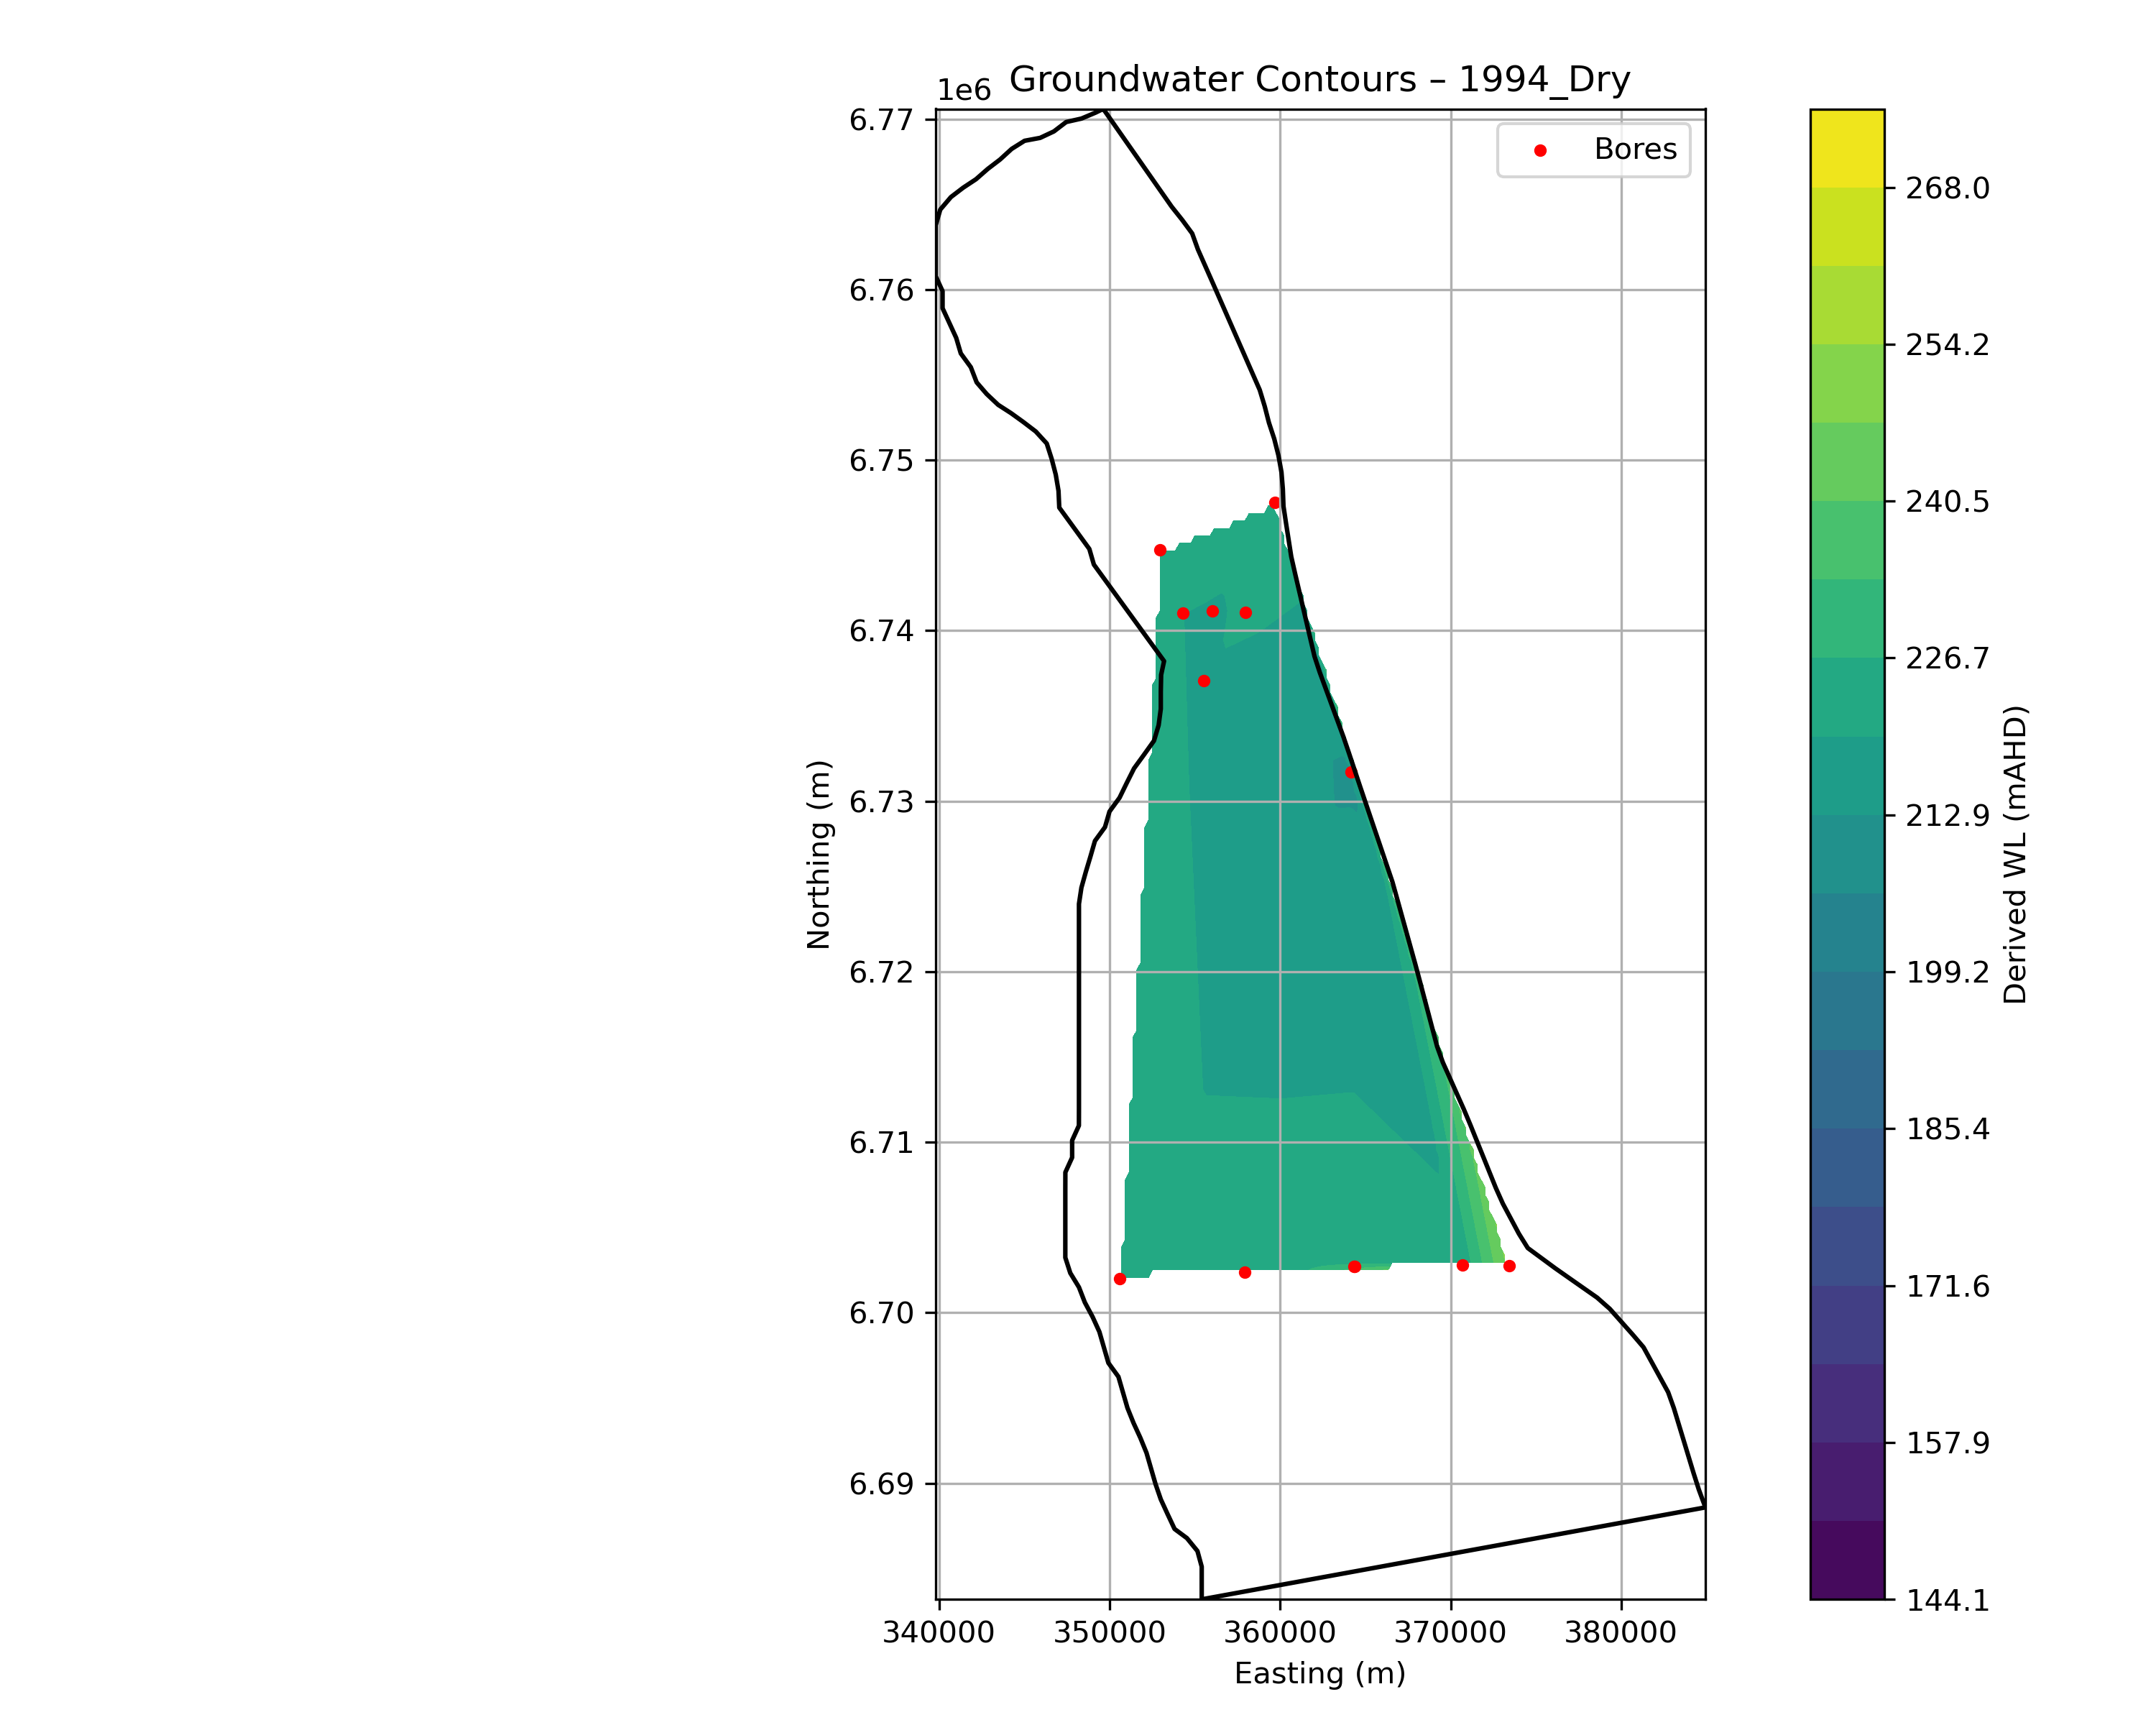 Groundwater Contours – 1994_Dry
1e6
Bores
6.77
6.76
6.75
6.74
6.73
6.72
6.71
6.70
6.69
Northing (m)
340000 350000 360000 370000 380000
Easting (m)
268.0
254.2
240.5
226.7
212.9
199.2
185.4
171.6
157.9
144.1
Derived WL (mAHD)